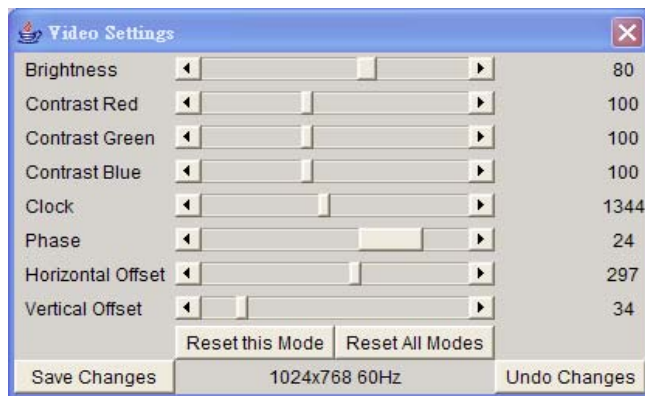 Video Settings
Brightness 80
Contrast Red 100
Contrast Green 100
Contrast Blue 100
Clock 1344
Phase 24
Horizontal Offset 297
Vertical Offset 34
Reset this Mode Reset All Modes
Save Changes 1024x768 60Hz Undo Changes